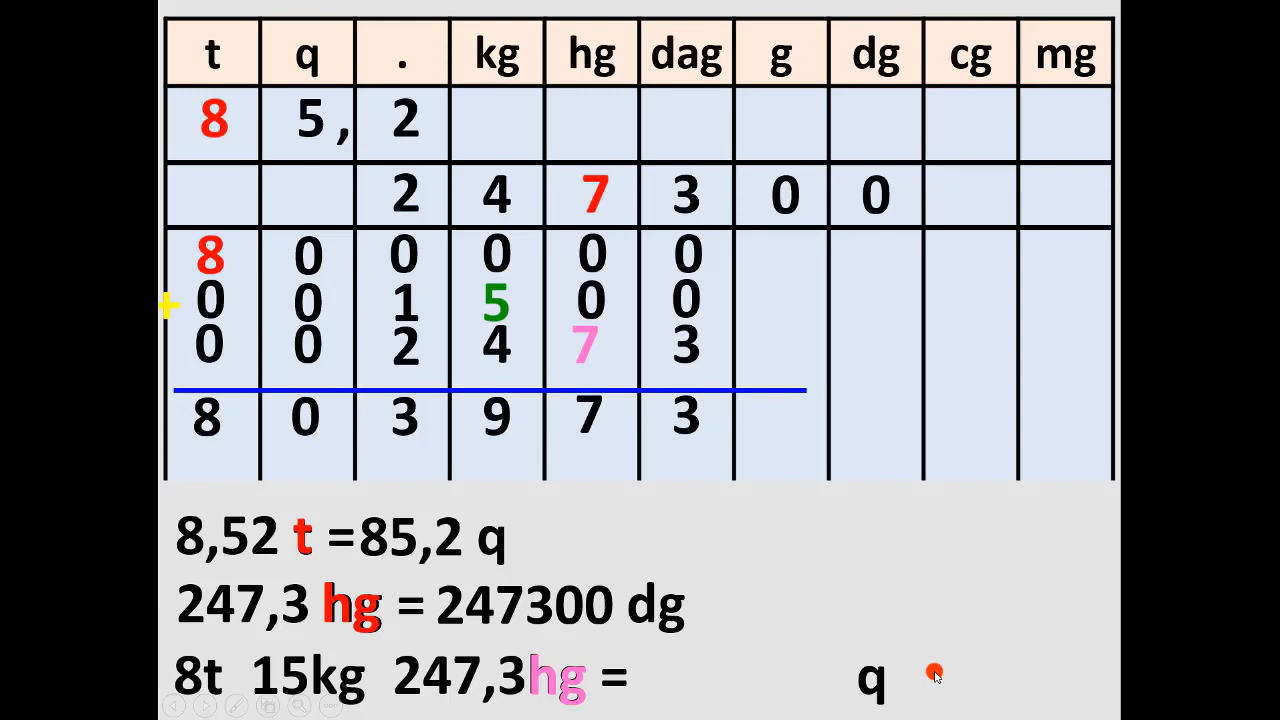 t q . kg hg dag g dg cg mg
8 5 , 2
2 4 7 3 0 0
8 0 0 0 0 0
+ 0 0 1 5 0 0
0 0 2 4 7 3
8 0 3 9 7 3
8,52 t =85,2 q
247,3 hg = 247300 dg
8t 15kg 247,3hg = q